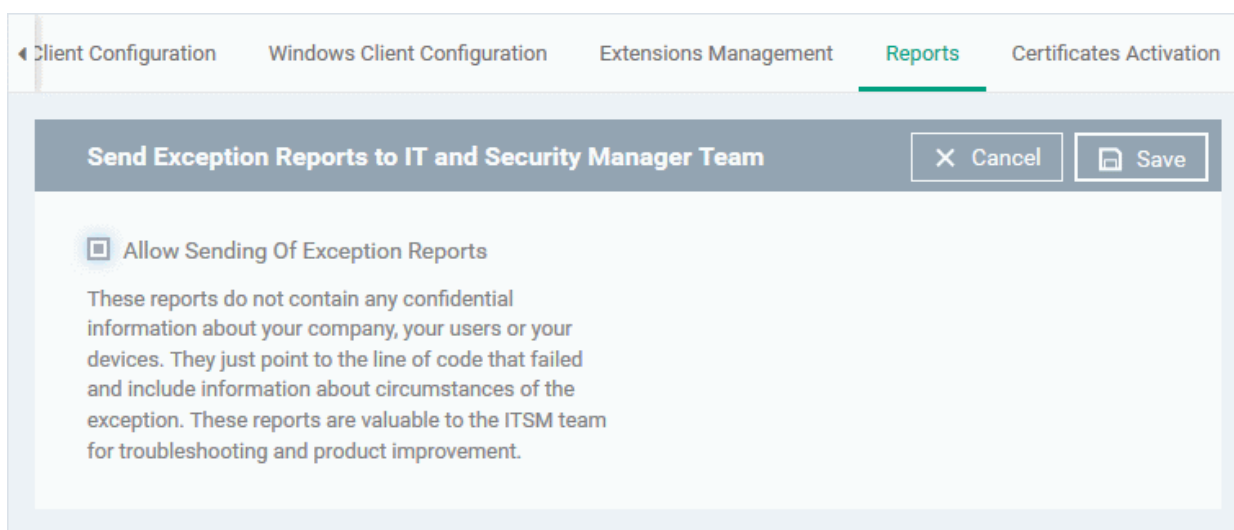 Client Configuration Windows Client Configuration Extensions Management Reports Certificates Activation
Send Exception Reports to IT and Security Manager Team Cancel Save
Allow Sending Of Exception Reports
These reports do not contain any confidential
information about your company, your users or your
devices. They just point to the line of code that failed
and include information about circumstances of the
exception. These reports are valuable to the ITSM team
for troubleshooting and product improvement.